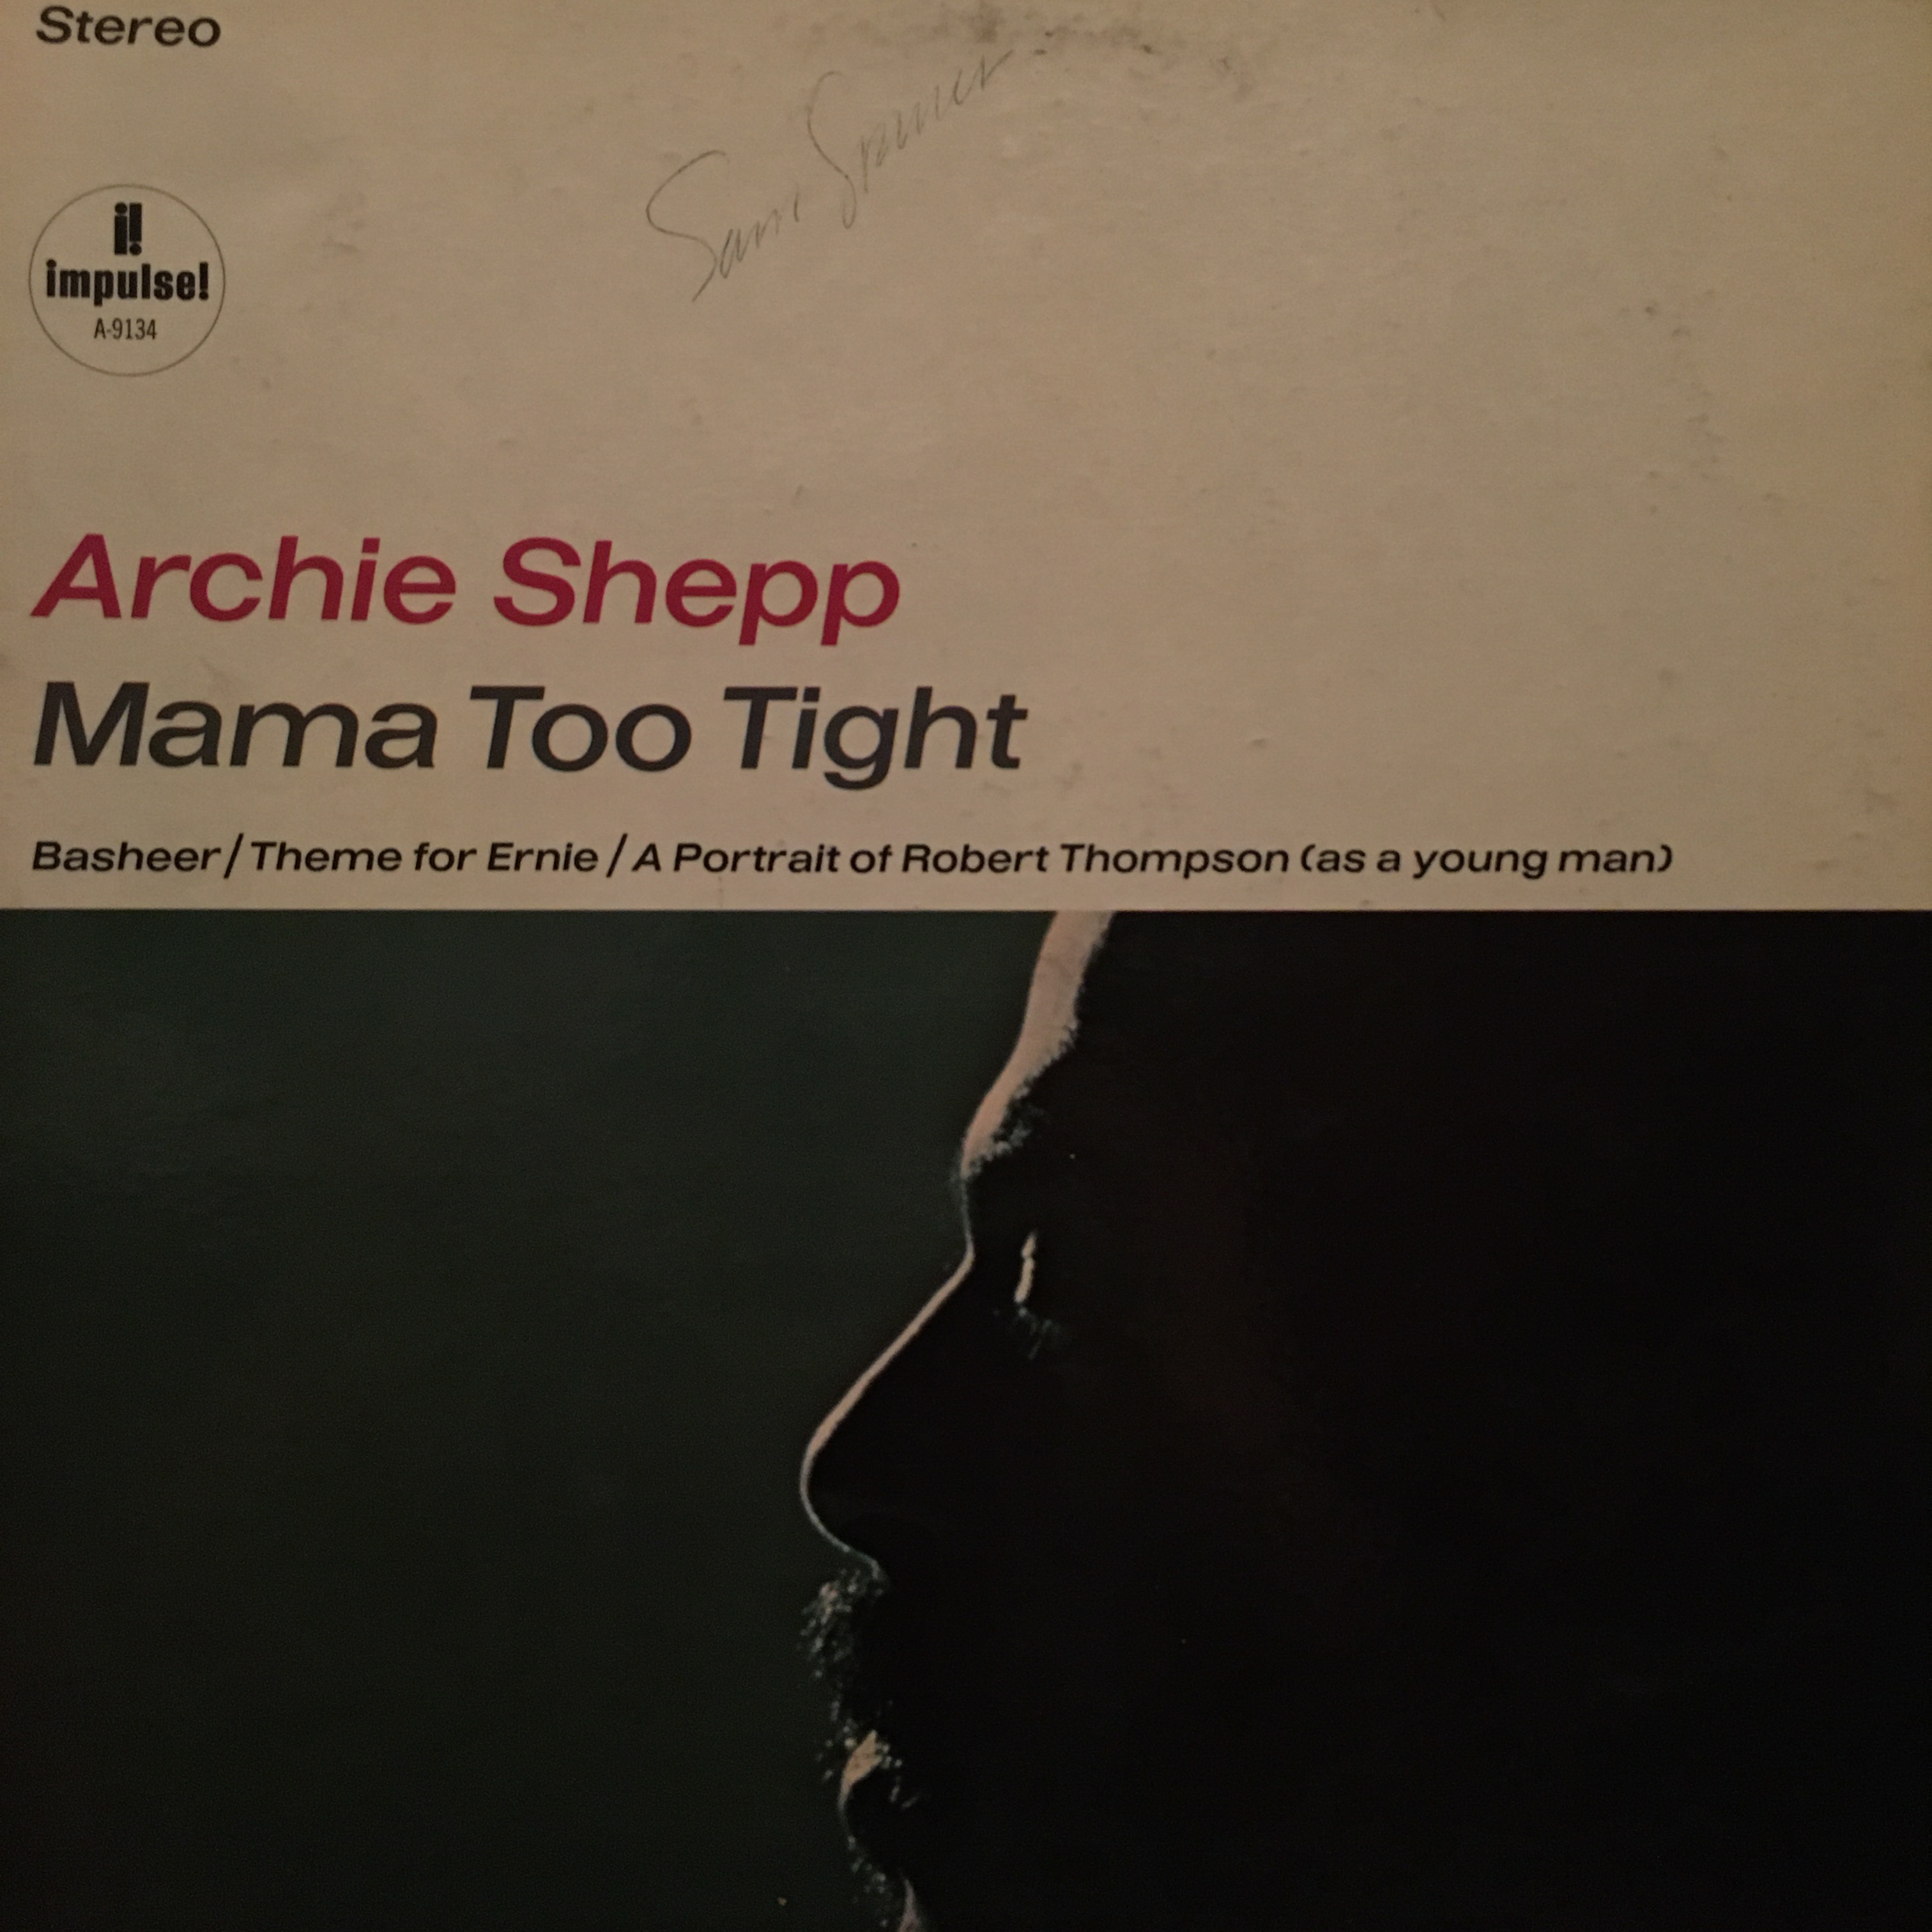 Stereo
i!
impulse!
A-9134
Archie Shepp
Mama Too Tight
Basheer/Theme for Ernie/A Portrait of Robert Thompson (as a young man)